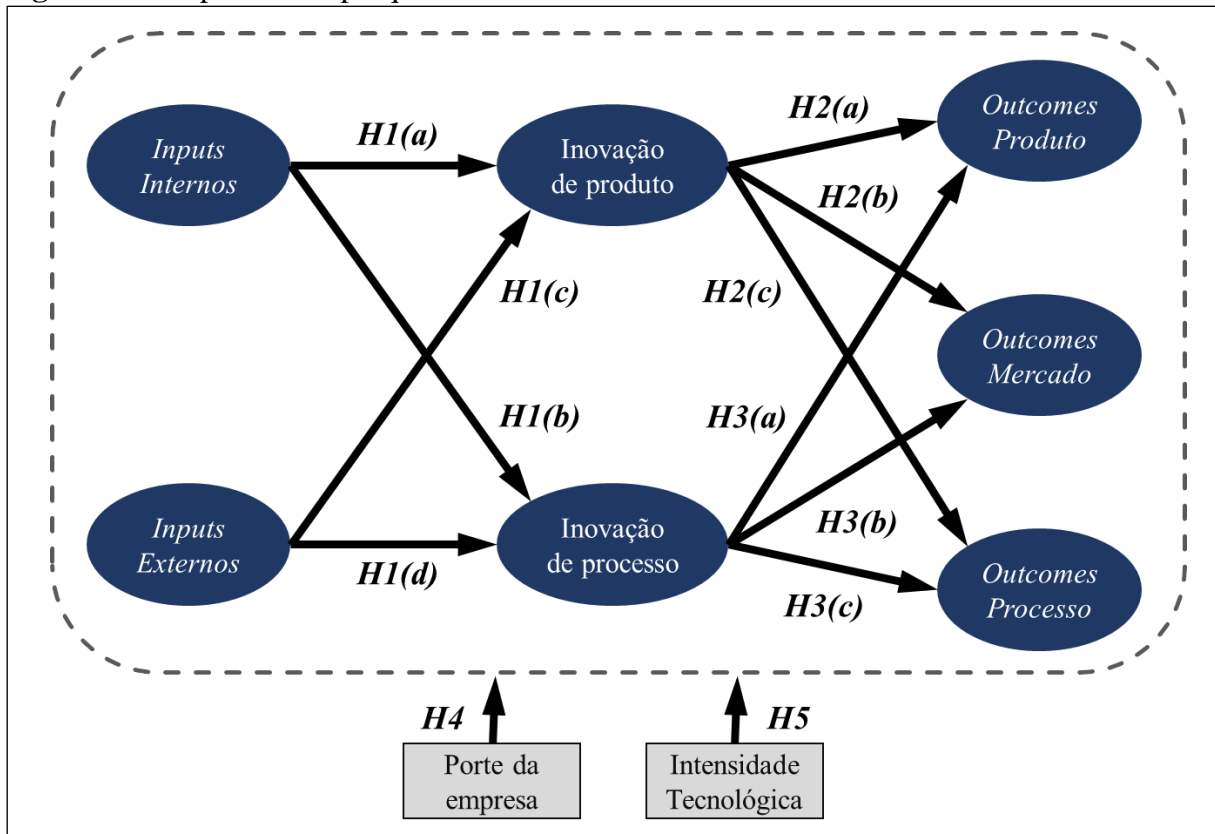 H1(a)
Inputs
Internos
Inovação
de produto
H2(a)
Outcomes
Produto
H2(b)
H1(c)
H2(c)
Outcomes
Mercado
H1(b)
H3(a)
Inputs
Externos
H1(d)
Inovação
de processo
H3(b)
H3(c)
Outcomes
Processo
H4
H5
Porte da
empresa
Intensidade
Tecnológica